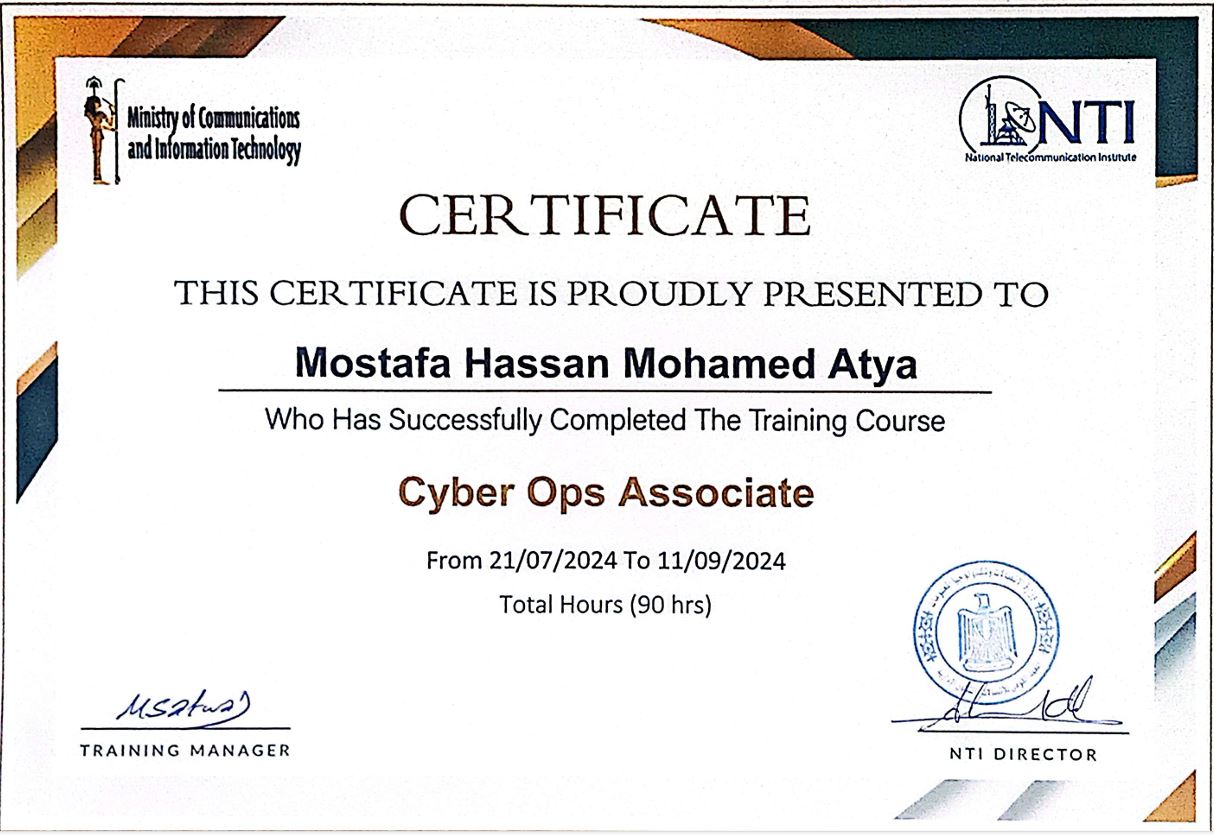 Ministry of Communications
and Information Technology
NTI
National Telecommunication Institute
CERTIFICATE
THIS CERTIFICATE IS PROUDLY PRESENTED TO
Mostafa Hassan Mohamed Atya
Who Has Successfully Completed The Training Course
Cyber Ops Associate
From 21/07/2024 To 11/09/2024
Total Hours (90 hrs)
TRAINING MANAGER
NTI DIRECTOR